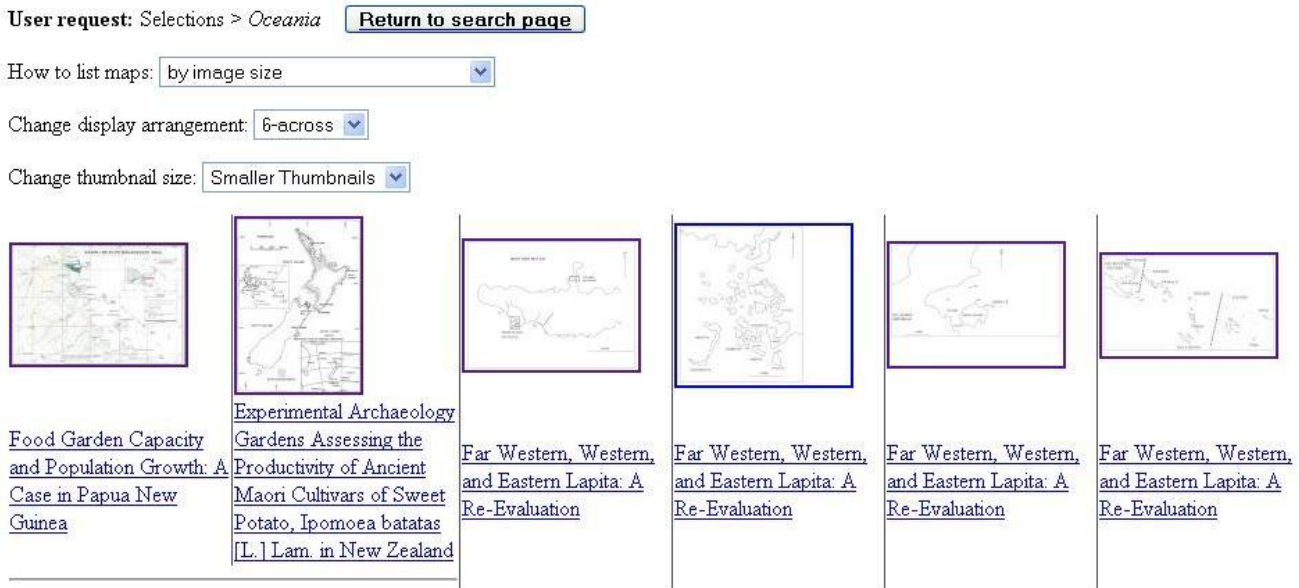 User request: Selections > Oceania Return to search page
How to list maps: by image size
Change display arrangement: 6-across
Change thumbnail size: Smaller Thumbnails
Food Garden Capacity
and Population Growth: A
Case in Papua New
Guinea
Experimental Archaeology
Gardens Assessing the
Productivity of Ancient
Maori Cultivars of Sweet
Potato, Ipomoea batatas
[L.] Lam. in New Zealand
Far Western, Western,
and Eastern Lapita: A
Re-Evaluation
Far Western, Western,
and Eastern Lapita: A
Re-Evaluation
Far Western, Western,
and Eastern Lapita: A
Re-Evaluation
Far Western, Western,
and Eastern Lapita: A
Re-Evaluation